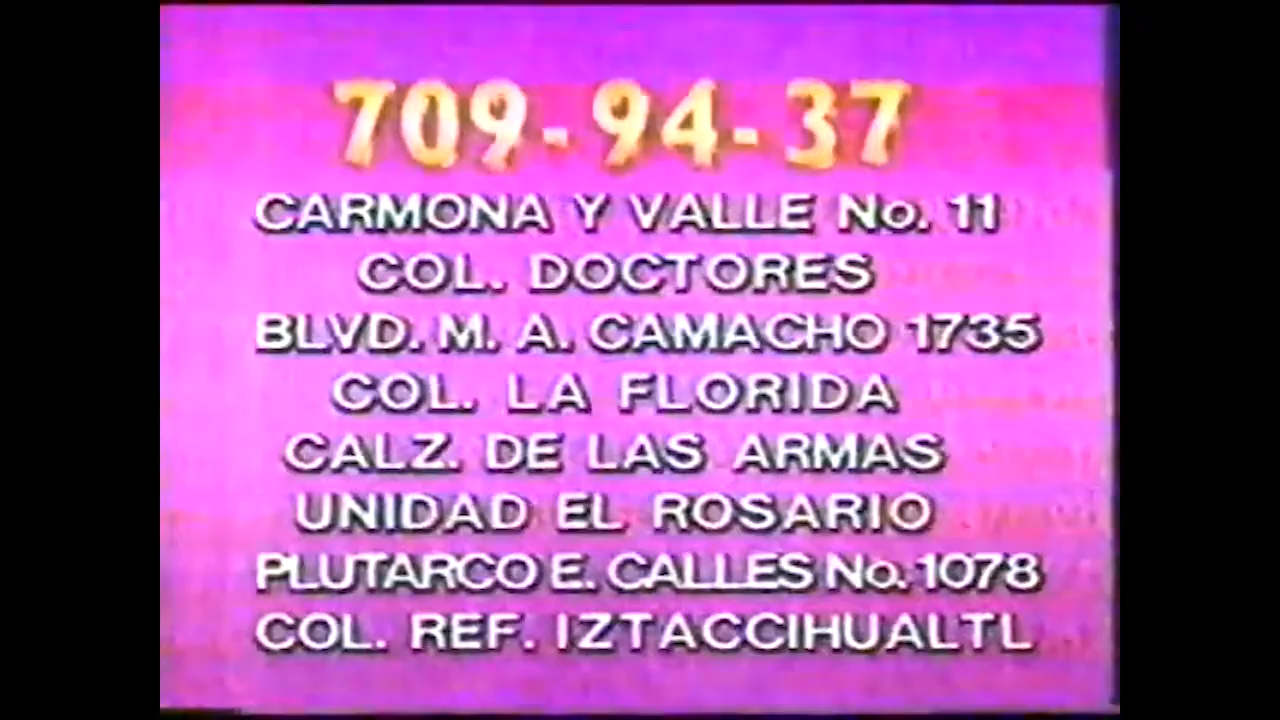 709-94-37
CARMONA Y VALLE No. 11
COL. DOCTORES
BLVD. M. A. CAMACHO 1735
COL. LA FLORIDA
CALZ. DE LAS ARMAS
UNIDAD EL ROSARIO
PLUTARCO E. CALLES No. 1078
COL. REF. IZTACCIHUALTL